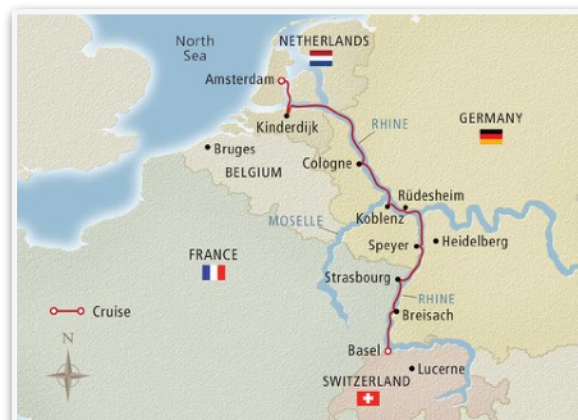 North
Sea
NETHERLANDS
Amsterdam
Kinderdijk
RHINE
GERMANY
Bruges
Cologne
BELGIUM
Rüdesheim
Koblenz
MOSELLE
Speyer
Heidelberg
FRANCE
Strasbourg
RHINE
Cruise
Breisach
N
Basel
Lucerne
SWITZERLAND